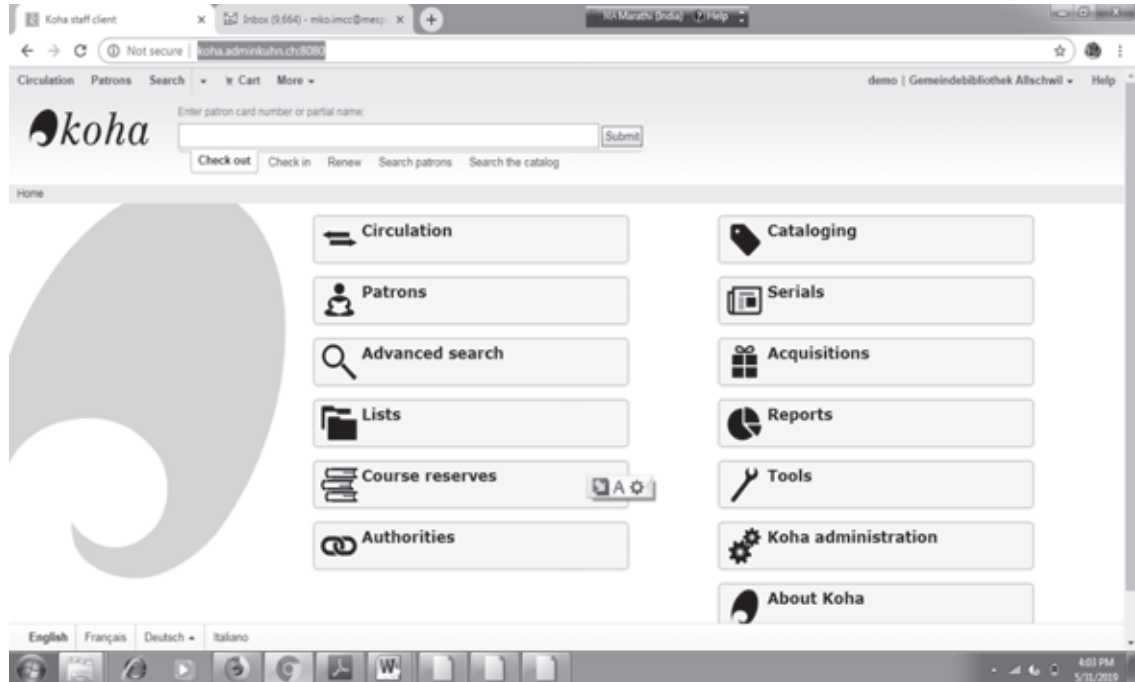 Koha staff client
Inbox (9,664) - mko.imcc@mesp
MA Marathi (India) Help
Not secure | koha.adminkuhn.ch:8080
Circulation Patrons Search Cart More
demo | Gemeindebibliothek Allschwil Help
koha
Enter patron card number or partial name:
Submit
Check out Check in Renew Search patrons Search the catalog
Home
Circulation
Cataloging
Patrons
Serials
Advanced search
Acquisitions
Lists
Reports
Course reserves
A
Tools
Authorities
Koha administration
About Koha
English Français Deutsch Italiano
W
4:03 PM
5/31/2019